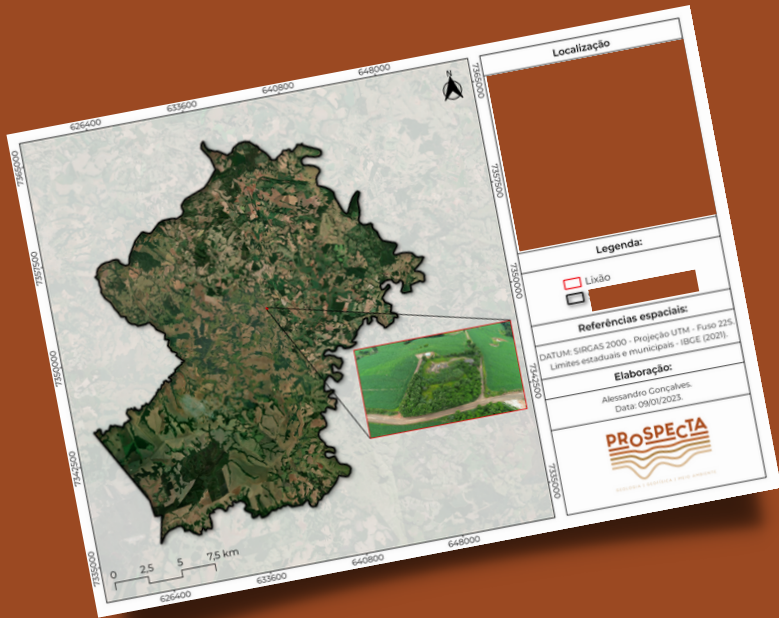 Localização
626400
633600
640800
648000
N
7365000
7365000
7357500
7357500
7350000
7350000
7342500
7342500
7335000
7335000
626400
633600
640800
648000
0 2,5 5 7,5 km
Legenda:
Lixão
Referências espaciais:
DATUM: SIRGAS 2000 - Projeção UTM - Fuso 22S.
Limites estaduais e municipais - IBGE (2021).
Elaboração:
Alessandro Gonçalves.
Data: 09/01/2023.
PROSPECTA